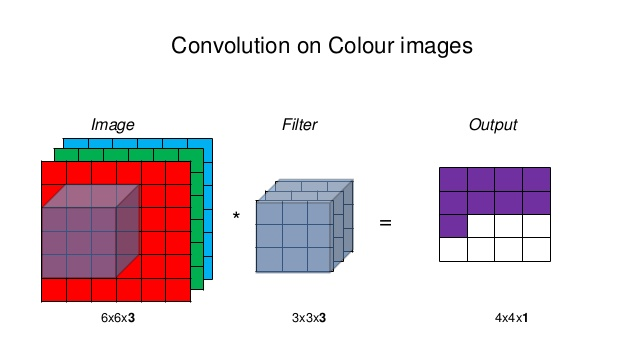 Convolution on Colour images
Image
Filter
Output
*
=
6x6x3
3x3x3
4x4x1